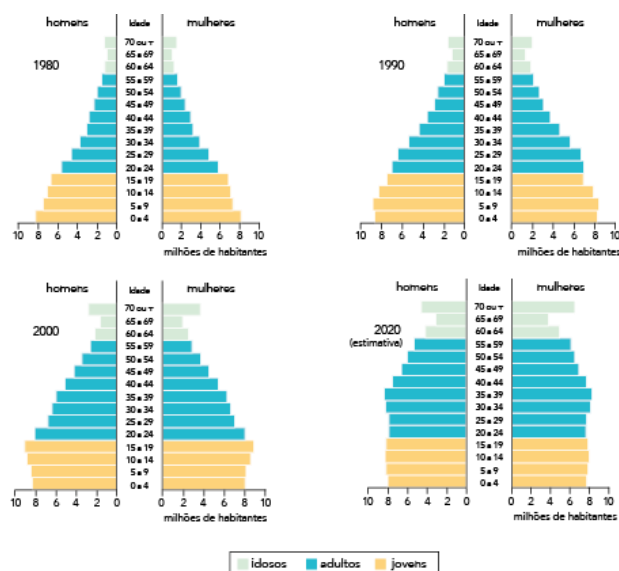 homens Idade mulheres
1980
70 ou +
65 a 69
60 a 64
55 a 59
50 a 54
45 a 49
40 a 44
35 a 39
30 a 34
25 a 29
20 a 24
15 a 19
10 a 14
5 a 9
0 a 4
10 8 6 4 2 0 0 2 4 6 8 10
milhões de habitantes
homens Idade mulheres
1990
70 ou +
65 a 69
60 a 64
55 a 59
50 a 54
45 a 49
40 a 44
35 a 39
30 a 34
25 a 29
20 a 24
15 a 19
10 a 14
5 a 9
0 a 4
10 8 6 4 2 0 0 2 4 6 8 10
milhões de habitantes
homens Idade mulheres
2000
70 ou +
65 a 69
60 a 64
55 a 59
50 a 54
45 a 49
40 a 44
35 a 39
30 a 34
25 a 29
20 a 24
15 a 19
10 a 14
5 a 9
0 a 4
10 8 6 4 2 0 0 2 4 6 8 10
milhões de habitantes
homens Idade mulheres
2020
(estimativa)
70 ou +
65 a 69
60 a 64
55 a 59
50 a 54
45 a 49
40 a 44
35 a 39
30 a 34
25 a 29
20 a 24
15 a 19
10 a 14
5 a 9
0 a 4
10 8 6 4 2 0 0 2 4 6 8 10
milhões de habitantes
idosos adultos jovens